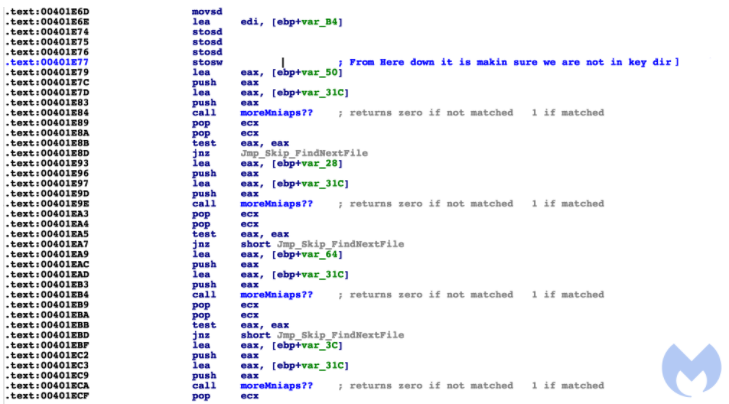 .text:00401E6D movsd
.text:00401E6E lea edi, [ebp+var_B4]
.text:00401E74 stosd
.text:00401E75 stosd
.text:00401E76 stosd
.text:00401E77 stosw ; From Here down it is makin sure we are not in key dir]
.text:00401E79 lea eax, [ebp+var_50]
.text:00401E7C push eax
.text:00401E7D lea eax, [ebp+var_31C]
.text:00401E83 push eax
.text:00401E84 call moreMniaps?? ; returns zero if not matched 1 if matched
.text:00401E89 pop ecx
.text:00401E8A pop ecx
.text:00401E8B test eax, eax
.text:00401E8D jnz Jmp_Skip_FindNextFile
.text:00401E93 lea eax, [ebp+var_28]
.text:00401E96 push eax
.text:00401E97 lea eax, [ebp+var_31C]
.text:00401E9D push eax
.text:00401E9E call moreMniaps?? ; returns zero if not matched 1 if matched
.text:00401EA3 pop ecx
.text:00401EA4 pop ecx
.text:00401EA5 test eax, eax
.text:00401EA7 jnz short Jmp_Skip_FindNextFile
.text:00401EA9 lea eax, [ebp+var_64]
.text:00401EAC push eax
.text:00401EAD lea eax, [ebp+var_31C]
.text:00401EB3 push eax
.text:00401EB4 call moreMniaps?? ; returns zero if not matched 1 if matched
.text:00401EB9 pop ecx
.text:00401EBA pop ecx
.text:00401EBB test eax, eax
.text:00401EBD jnz short Jmp_Skip_FindNextFile
.text:00401EBF lea eax, [ebp+var_3C]
.text:00401EC2 push eax
.text:00401EC3 lea eax, [ebp+var_31C]
.text:00401EC9 push eax
.text:00401ECA call moreMniaps?? ; returns zero if not matched 1 if matched
.text:00401ECF pop ecx